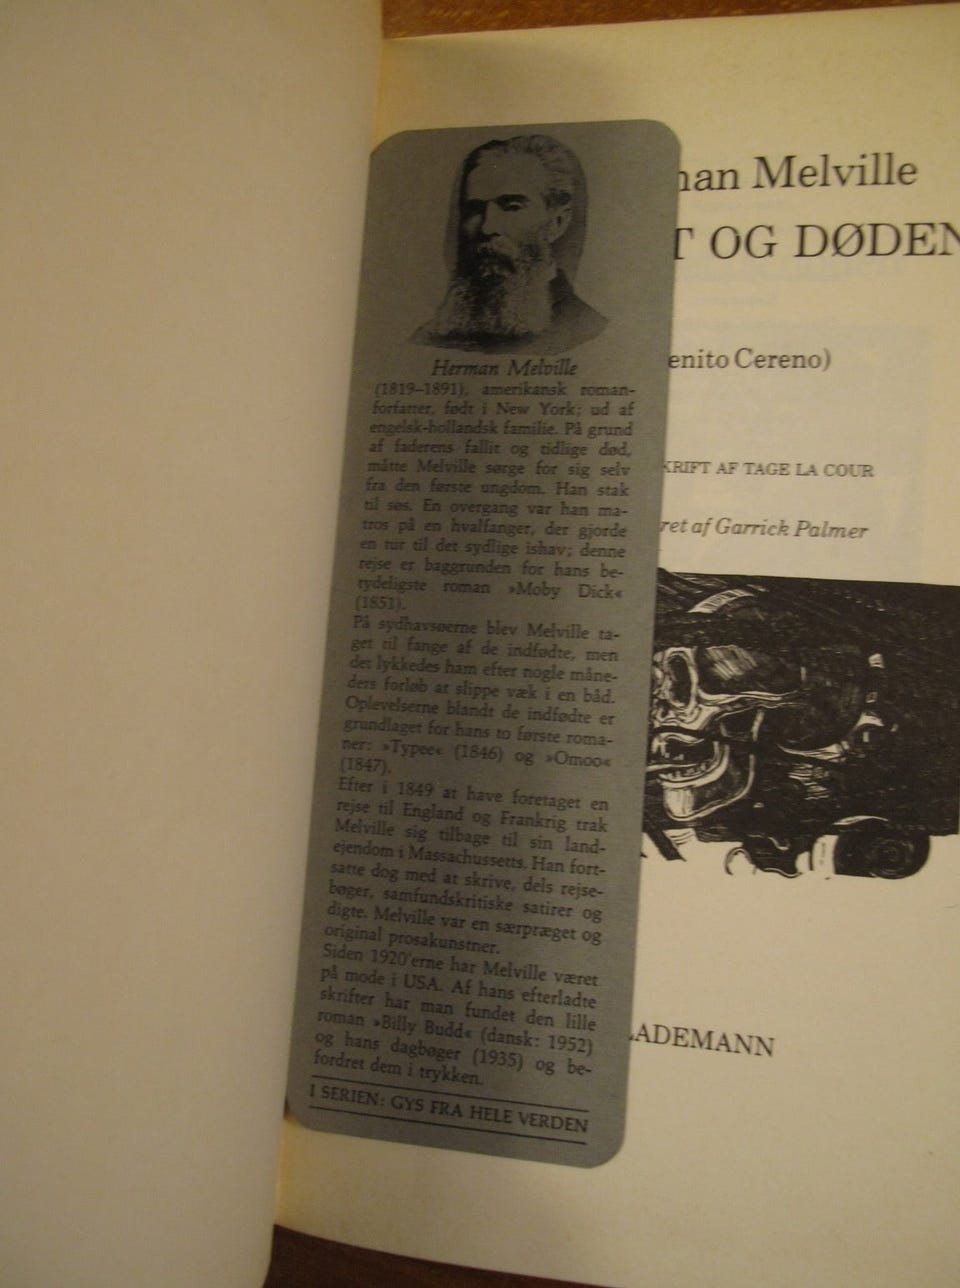 Herman Melville
(1819–1891), amerikansk roman-
forfatter, født i New York; ud af
engelsk-hollandsk familie. På grund
af faderens fallit og tidlige død,
måtte Melville sørge for sig selv
fra den første ungdom. Han stak
til søs. En overgang var han ma-
tros på en hvalfanger, der gjorde
en tur til det sydlige ishav; denne
rejse er baggrunden for hans be-
tydeligste roman »Moby Dick«
(1851).
På sydhavsøerne blev Melville ta-
get til fange af de indfødte, men
det lykkedes ham efter nogle måne-
ders forløb at slippe væk i en båd.
Oplevelserne blandt de indfødte er
grundlaget for hans to første roma-
ner: »Typee« (1846) og »Omoo«
(1847).
Efter i 1849 at have foretaget en
rejse til England og Frankrig trak
Melville sig tilbage til sin land-
ejendom i Massachussetts. Han fort-
satte dog med at skrive, dels rejse-
bøger, samfundskritiske satirer og
digte. Melville var en særpræget og
original prosakunstner.
Siden 1920'erne har Melville været
på mode i USA. Af hans efterladte
skrifter har man fundet den lille
roman »Billy Budd« (dansk: 1952)
og hans dagbøger (1935) og be-
fordret dem i trykken.
I SERIEN: GYS FRA HELE VERDEN
man Melville
T OG DØDEN
enito Cereno)
KRIFT AF TAGE LA COUR
ret af Garrick Palmer
LADEMANN